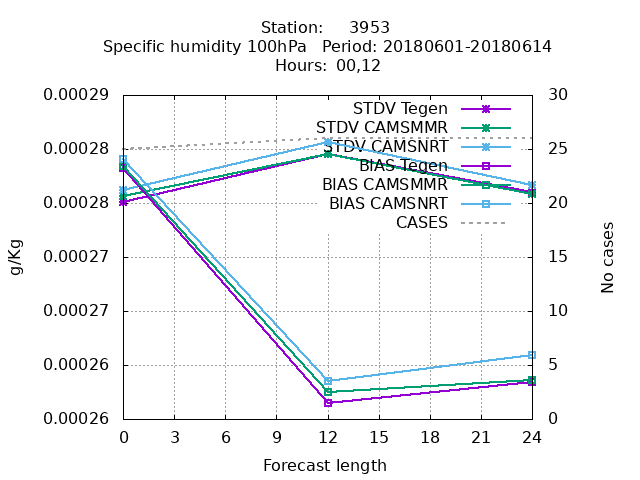 Station: 3953
Specific humidity 100hPa Period: 20180601-20180614
Hours: 00,12
0.00029
0.00028
0.00028
0.00027
0.00027
0.00026
0.00026
g/Kg
STDV Tegen
STDV CAMSMMR
STDV CAMSNRT
BIAS Tegen
BIAS CAMSMMR
BIAS CAMSNRT
CASES
30
25
20
15
10
5
0
No cases
0 3 6 9 12 15 18 21 24
Forecast length